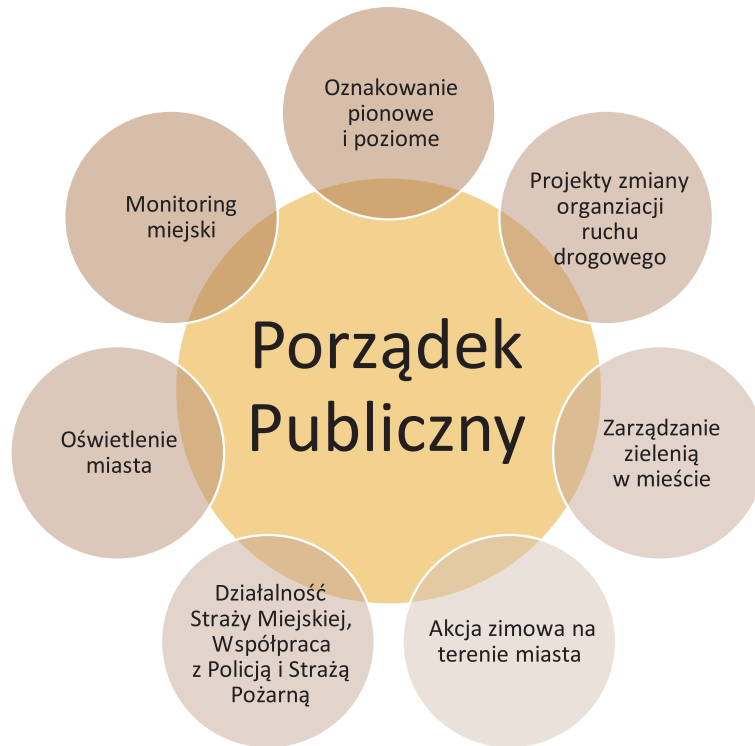 Oznakowanie
pionowe
i poziome
Projekty zmiany
organziacji
ruchu
drogowego
Zarządzanie
zielenią
w mieście
Akcja zimowa na
terenie miasta
Działalność
Straży Miejskiej,
Współpraca
z Policją i Strażą
Pożarną
Oświetlenie
miasta
Monitoring
miejski
Porządek
Publiczny